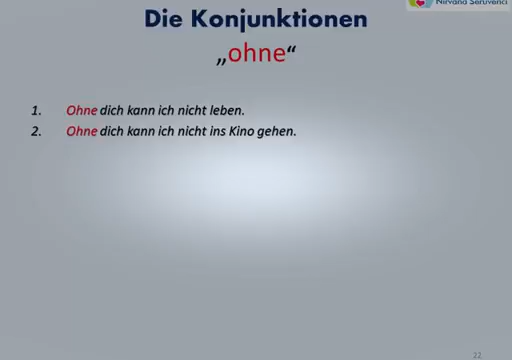 Nirvana Serüvenci
Die Konjunktionen
„ohne“
1. Ohne dich kann ich nicht leben.
2. Ohne dich kann ich nicht ins Kino gehen.
22